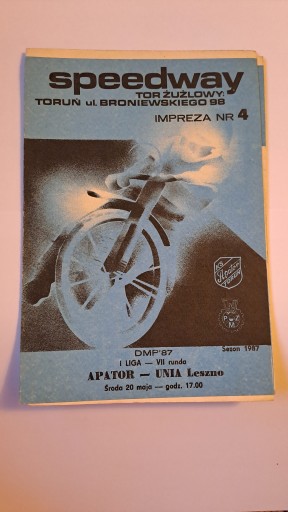 speedway
TOR ŻUŻLOWY:
TORUŃ ul. BRONIEWSKIEGO 98
IMPREZA NR 4
DMP'87
Sezon 1987
I LIGA — VII runda
APATOR — UNIA Leszno
Środa 20 maja — godz. 17.00